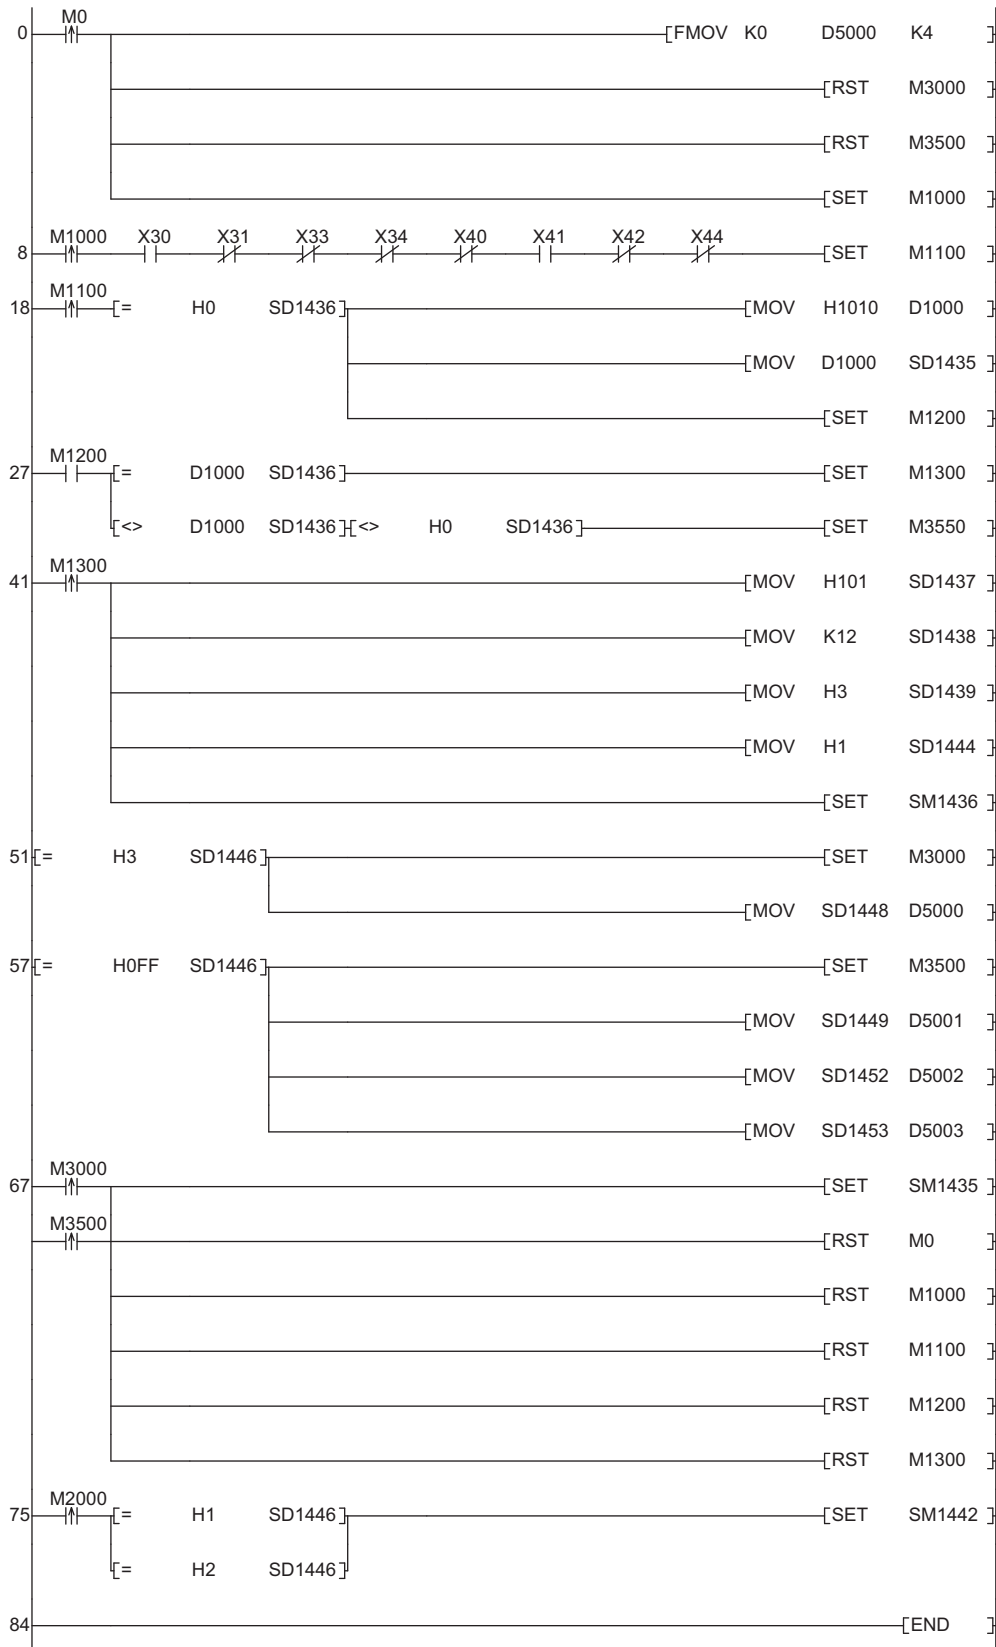 M0
0 [FMOV K0 D5000 K4 ]
[RST M3000 ]
[RST M3500 ]
[SET M1000 ]
M1000 X30 X31 X33 X34 X40 X41 X42 X44
8 [SET M1100 ]
M1100
18 [= H0 SD1436 ] [MOV H1010 D1000 ]
[MOV D1000 SD1435 ]
[SET M1200 ]
M1200
27 [= D1000 SD1436 ] [SET M1300 ]
[<> D1000 SD1436 ] [<> H0 SD1436 ] [SET M3550 ]
M1300
41 [MOV H101 SD1437 ]
[MOV K12 SD1438 ]
[MOV H3 SD1439 ]
[MOV H1 SD1444 ]
[SET SM1436 ]
51 [= H3 SD1446 ] [SET M3000 ]
[MOV SD1448 D5000 ]
57 [= H0FF SD1446 ] [SET M3500 ]
[MOV SD1449 D5001 ]
[MOV SD1452 D5002 ]
[MOV SD1453 D5003 ]
M3000
67 [SET SM1435 ]
M3500
[RST M0 ]
[RST M1000 ]
[RST M1100 ]
[RST M1200 ]
[RST M1300 ]
M2000
75 [= H1 SD1446 ] [SET SM1442 ]
[= H2 SD1446 ]
84 [END ]